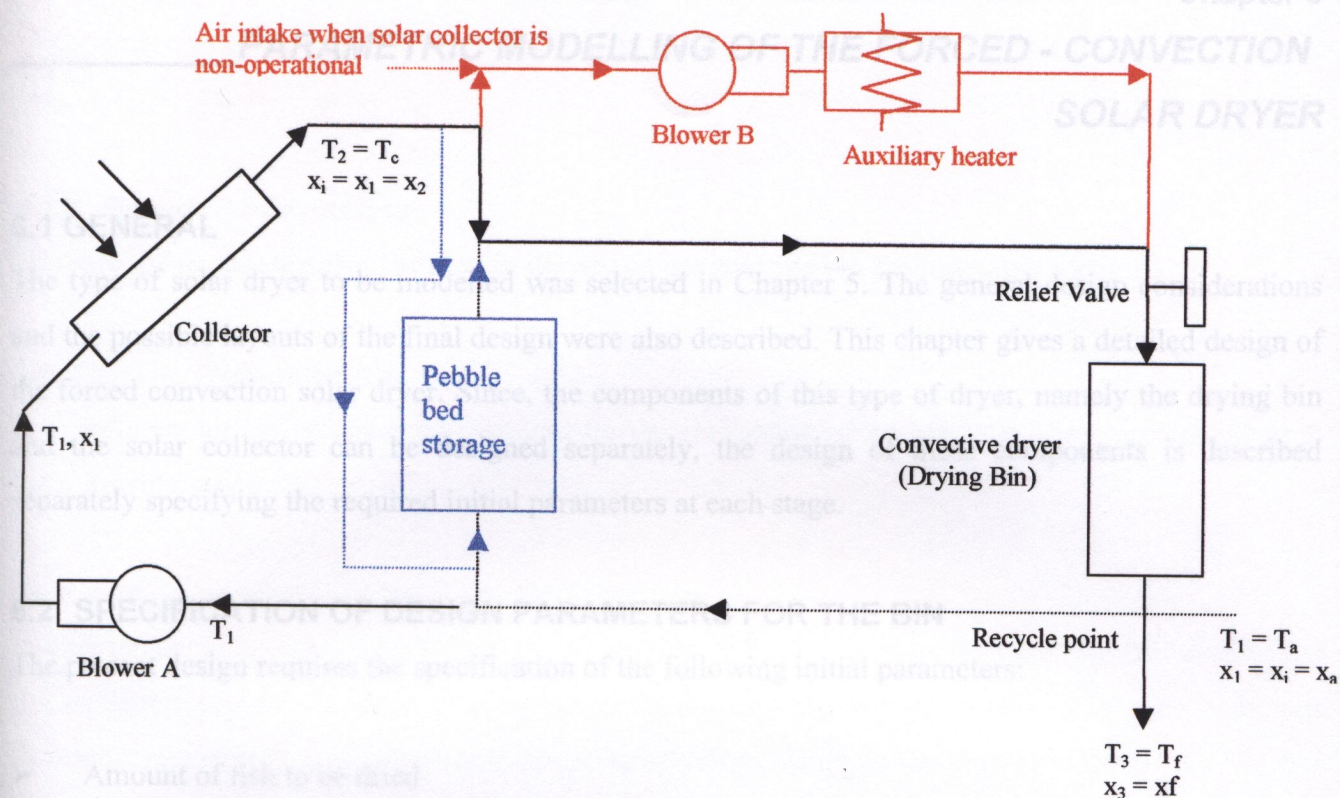 Chapter 6
PARAMETRIC MODELLING OF THE FORCED - CONVECTION
SOLAR DRYER
Air intake when solar collector is
non-operational
Blower B
Auxiliary heater
T₂ = T꜀
xᵢ = x₁ = x₂
Collector
T₁, x₁
Pebble
bed
storage
Relief Valve
Convective dryer
(Drying Bin)
T₁
Blower A
Recycle point
T₁ = Tₐ
x₁ = xᵢ = xₐ
T₃ = T_f
x₃ = xf
6.1 GENERAL
The type of solar dryer to be modelled was selected in Chapter 5. The general design considerations
and the possible layouts of the final design were also described. This chapter gives a detailed design of
the forced convection solar dryer. Since, the components of this type of dryer, namely the drying bin
and the solar collector can be designed separately, the design of these components is described
separately specifying the required initial parameters at each stage.
6.2 SPECIFICATION OF DESIGN PARAMETERS FOR THE BIN
The present design requires the specification of the following initial parameters:
Amount of fish to be dried